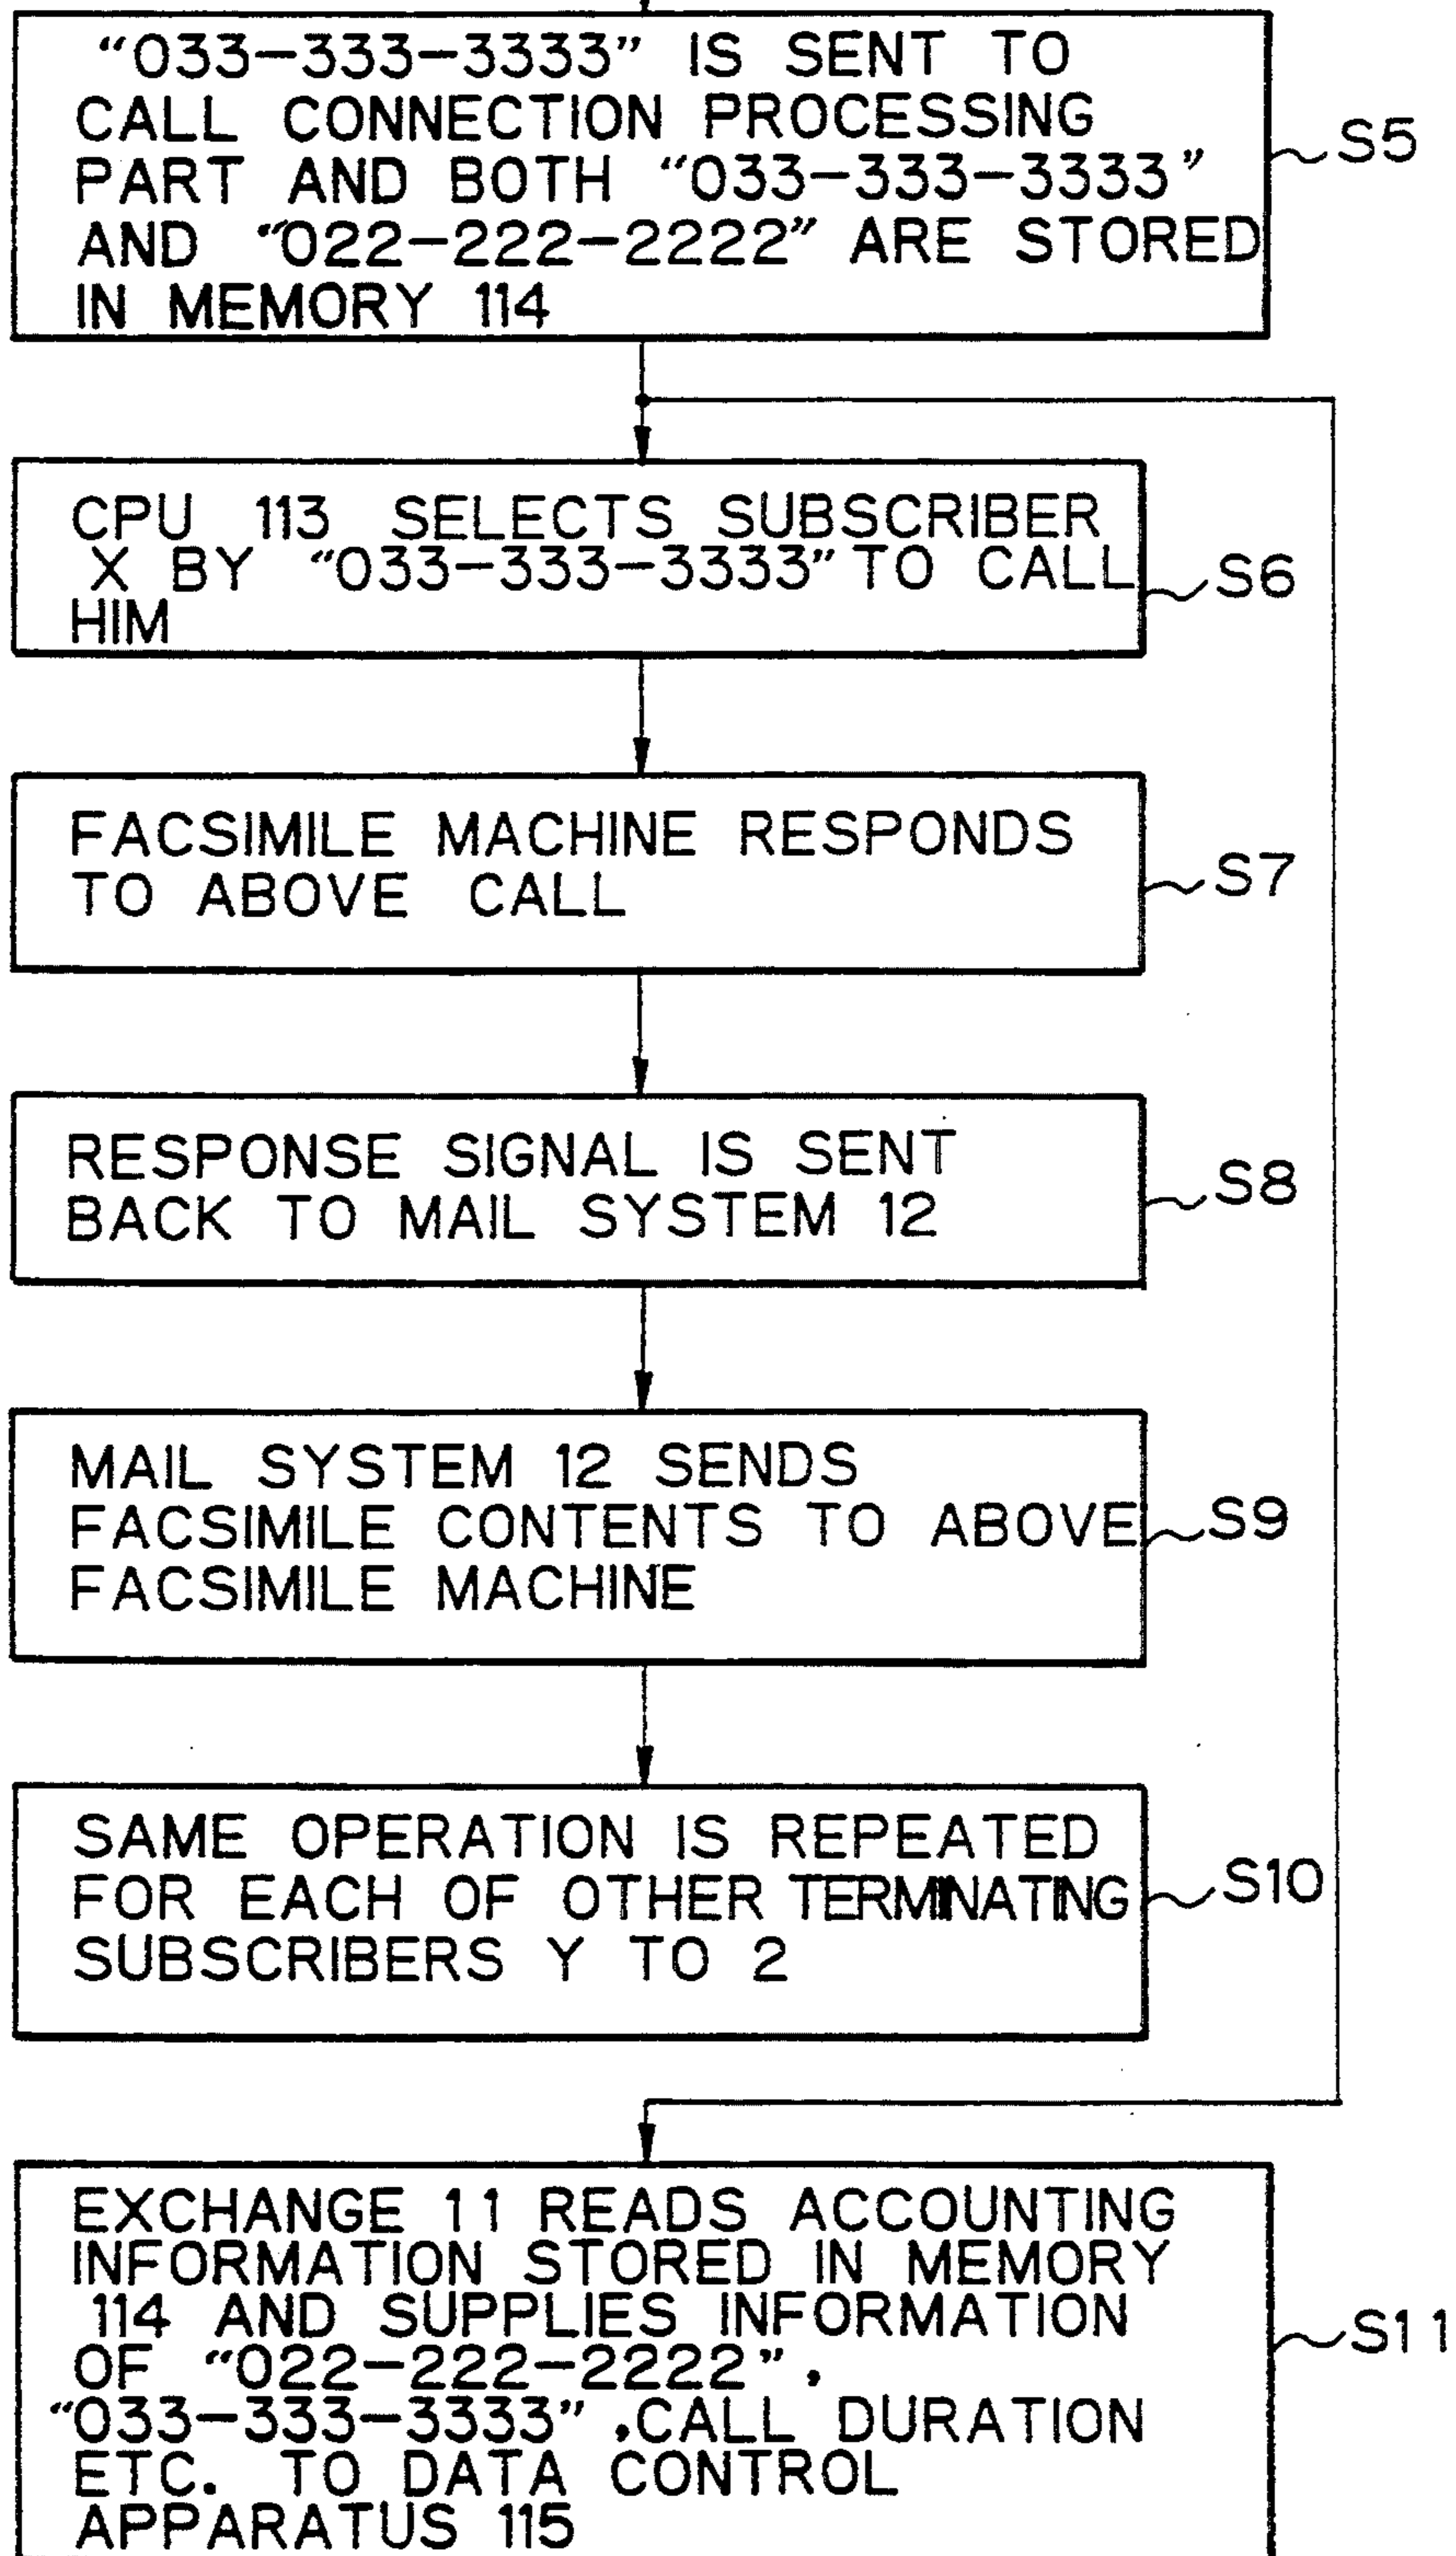 "033-333-3333" IS SENT TO
CALL CONNECTION PROCESSING
PART AND BOTH "033-333-3333"
AND "022-222-2222" ARE STORED
IN MEMORY 114
S5
CPU 113 SELECTS SUBSCRIBER
X BY "033-333-3333" TO CALL
HIM
S6
FACSIMILE MACHINE RESPONDS
TO ABOVE CALL
S7
RESPONSE SIGNAL IS SENT
BACK TO MAIL SYSTEM 12
S8
MAIL SYSTEM 12 SENDS
FACSIMILE CONTENTS TO ABOVE
FACSIMILE MACHINE
S9
SAME OPERATION IS REPEATED
FOR EACH OF OTHER TERMINATING
SUBSCRIBERS Y TO 2
S10
EXCHANGE 11 READS ACCOUNTING
INFORMATION STORED IN MEMORY
114 AND SUPPLIES INFORMATION
OF "022-222-2222",
"033-333-3333", CALL DURATION
ETC. TO DATA CONTROL
APPARATUS 115
S11